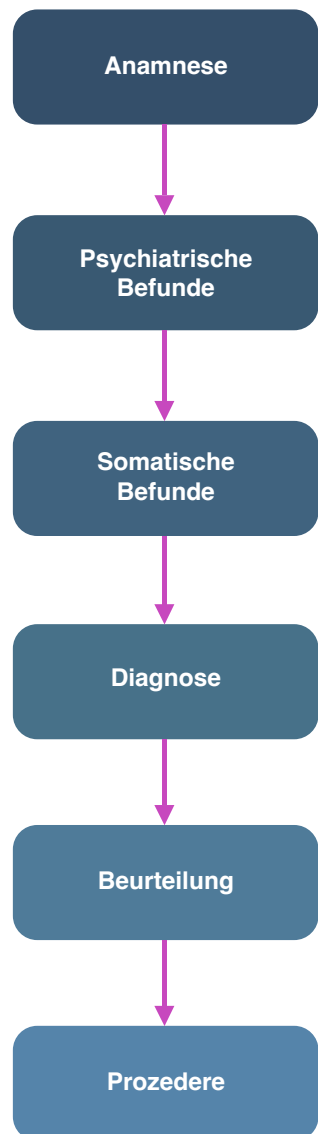 Anamnese
Psychiatrische
Befunde
Somatische
Befunde
Diagnose
Beurteilung
Prozedere